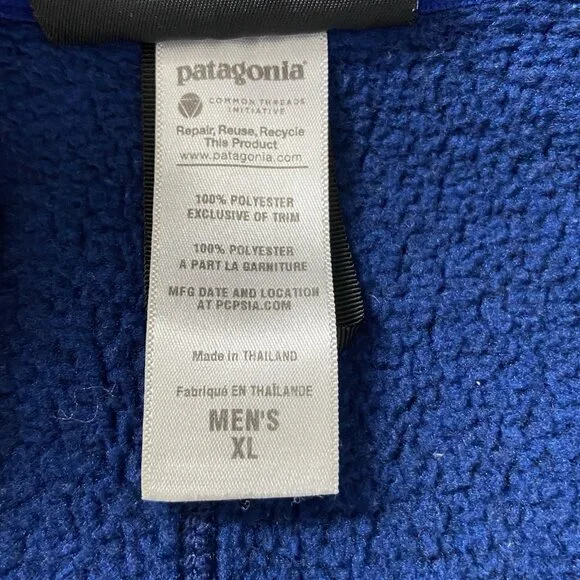 patagonia®
COMMON THREADS
INITIATIVE
Repair, Reuse, Recycle
This Product
www.patagonia.com
100% POLYESTER
EXCLUSIVE OF TRIM
100% POLYESTER
A PART LA GARNITURE
MFG DATE AND LOCATION
AT PCPSIA.COM
Made in THAILAND
Fabriqué EN THAÏLANDE
MEN'S
XL